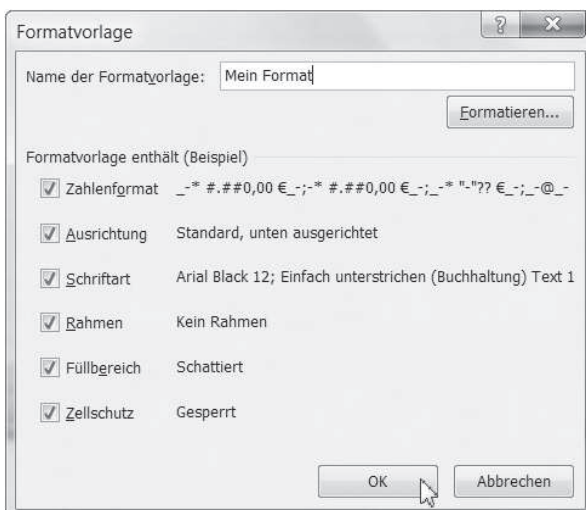 Formatvorlage
Name der Formatvorlage: Mein Format
Formatieren...
Formatvorlage enthält (Beispiel)
Zahlenformat _-* #.##0,00 €_-;-* #.##0,00 €_-;_-* "-"?? €_-;_-@_-
Ausrichtung Standard, unten ausgerichtet
Schriftart Arial Black 12; Einfach unterstrichen (Buchhaltung) Text 1
Rahmen Kein Rahmen
Füllbereich Schattiert
Zellschutz Gesperrt
OK Abbrechen